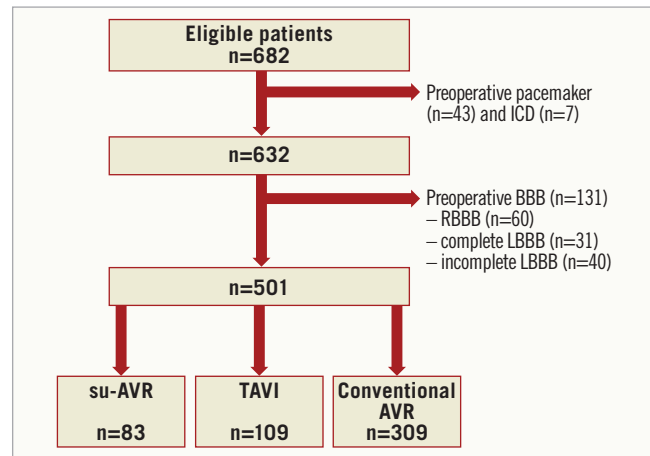 Eligible patients
n=682
Preoperative pacemaker
(n=43) and ICD (n=7)
n=632
Preoperative BBB (n=131)
– RBBB (n=60)
– complete LBBB (n=31)
– incomplete LBBB (n=40)
n=501
su-AVR
n=83
TAVI
n=109
Conventional
AVR
n=309